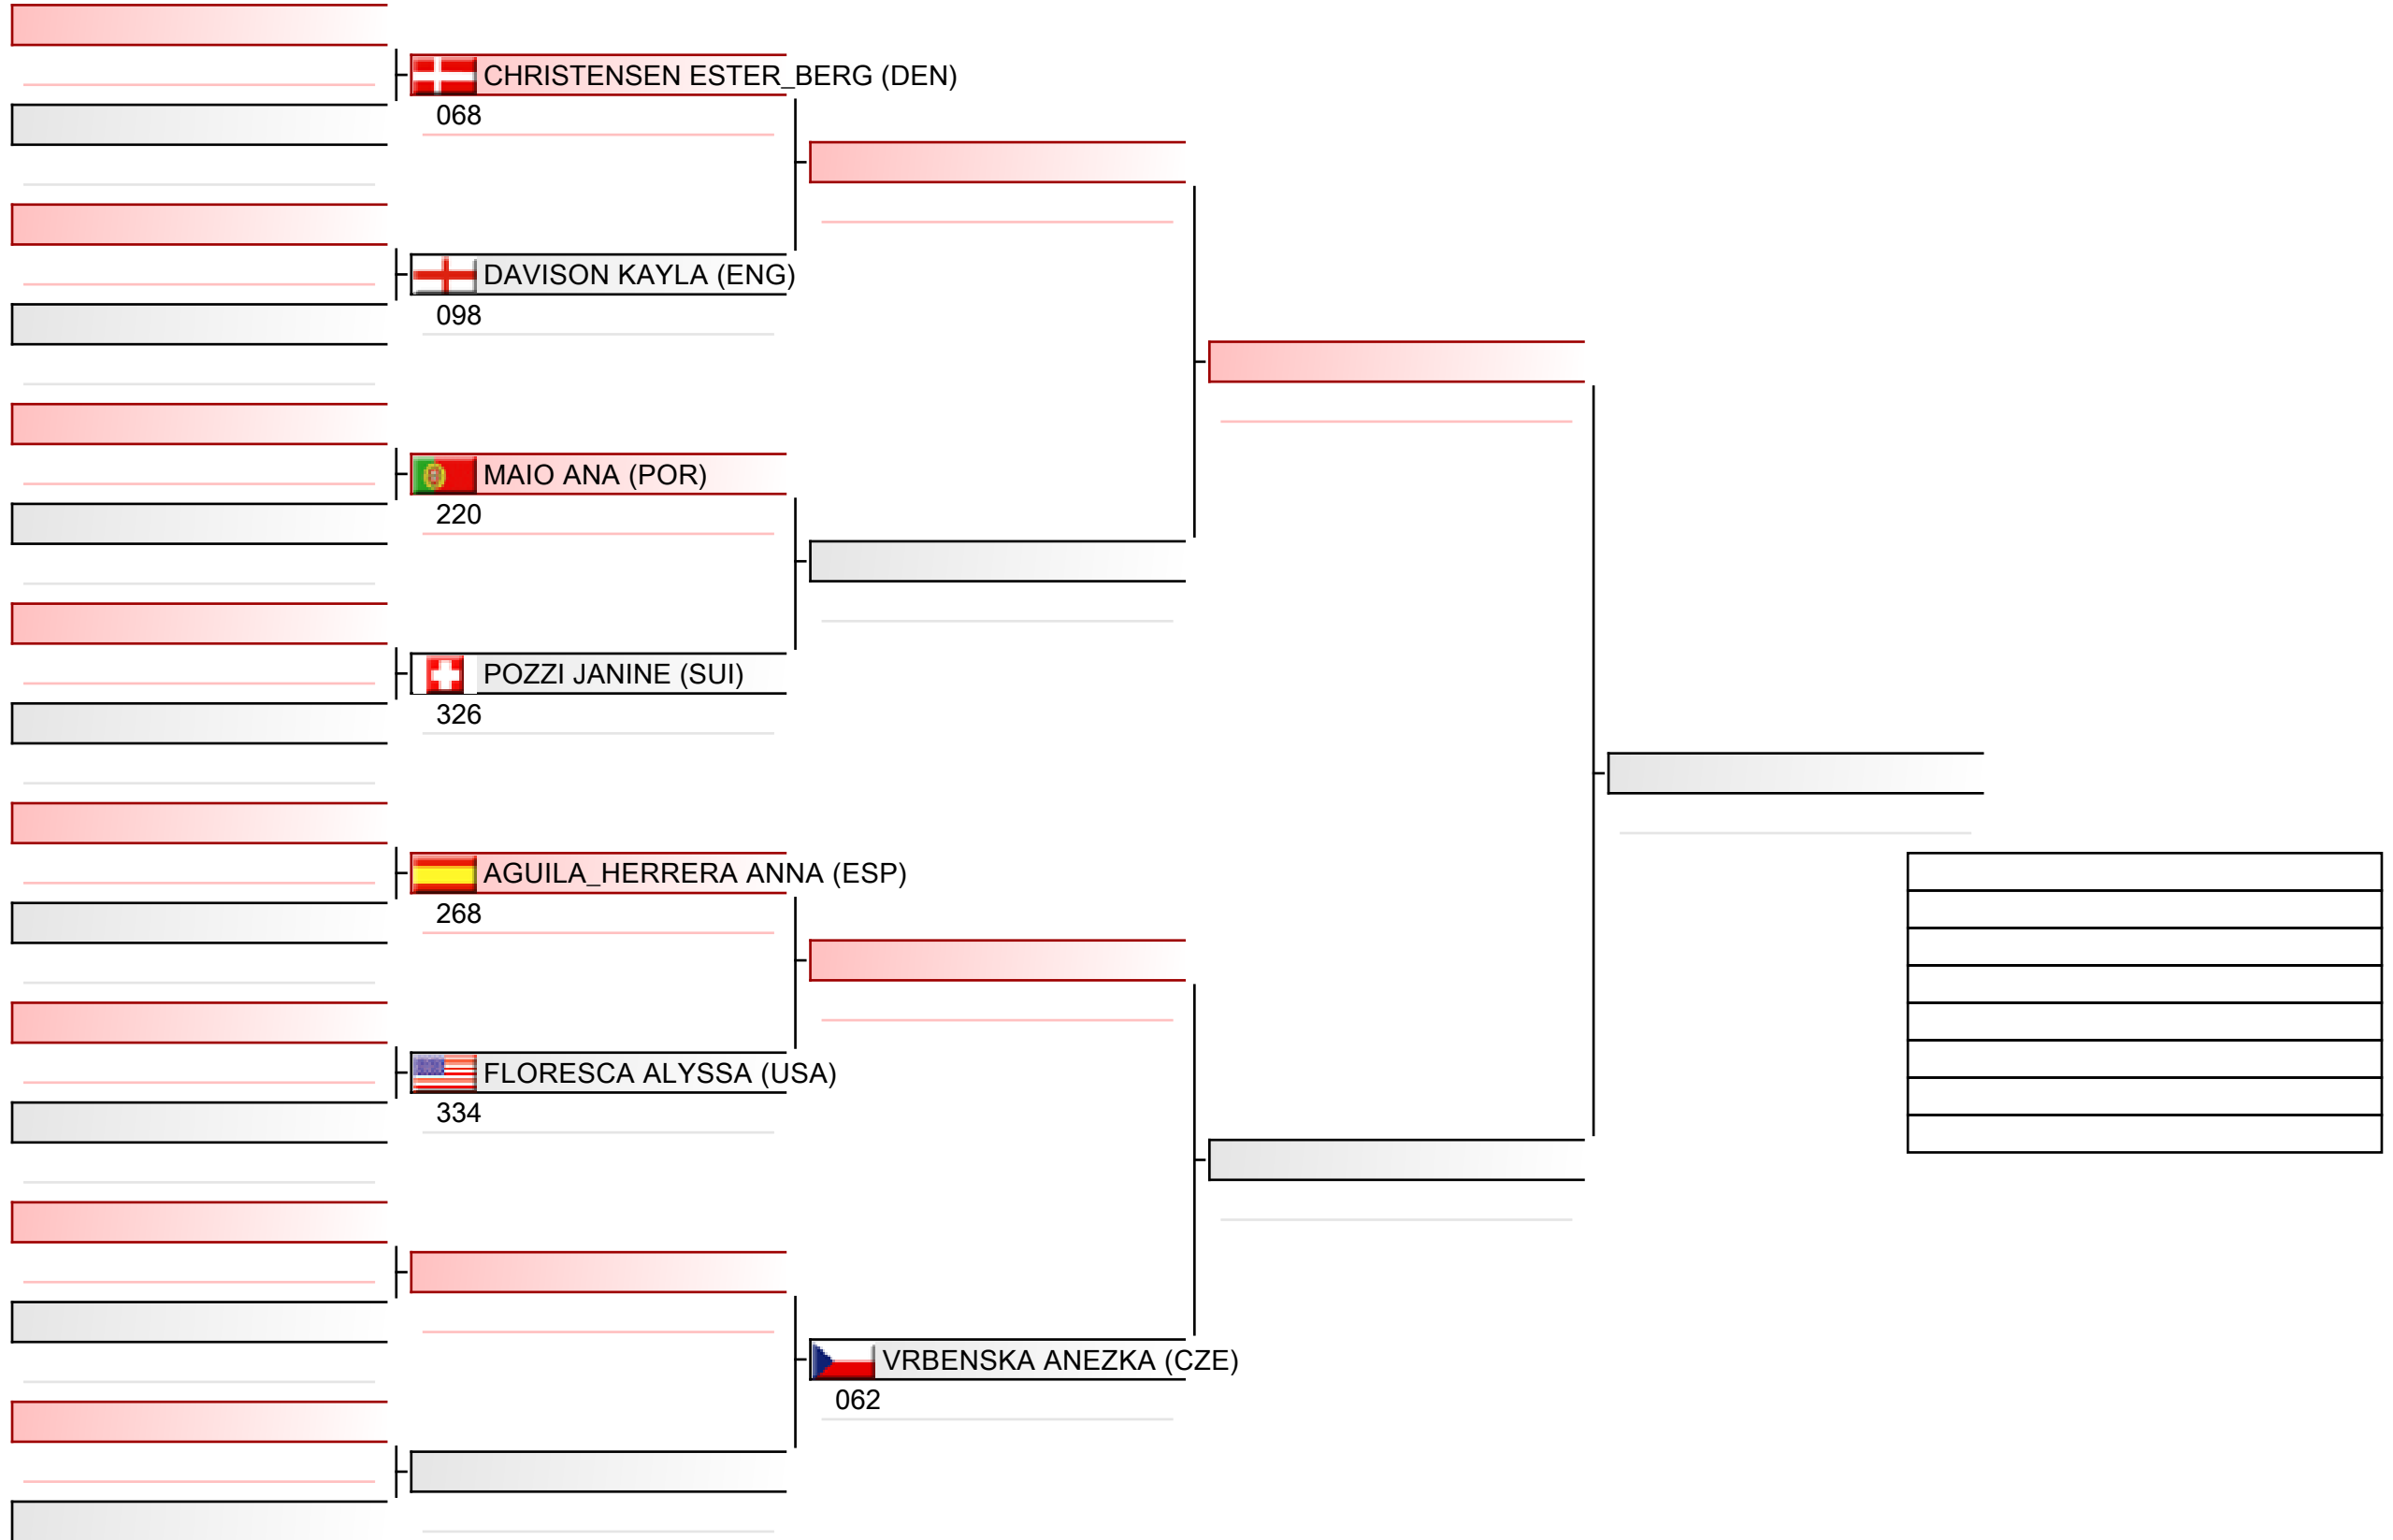 CHRISTENSEN ESTER_BERG (DEN)
068
DAVISON KAYLA (ENG)
098
MAIO ANA (POR)
220
POZZI JANINE (SUI)
326
AGUILA_HERRERA ANNA (ESP)
268
FLORESCA ALYSSA (USA)
334
VRBENSKA ANEZKA (CZE)
062